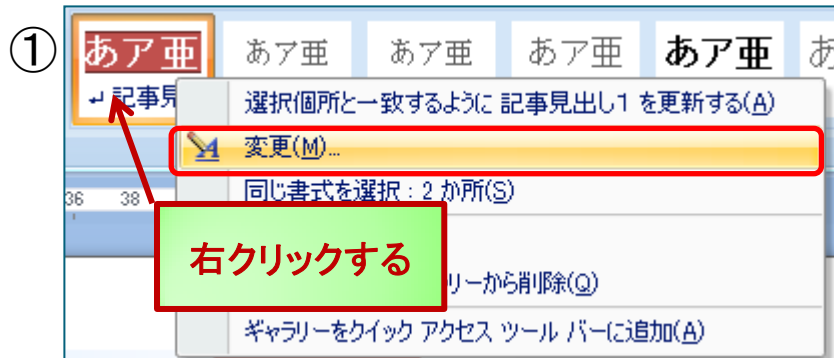 ①
あア亜 あア亜 あア亜 あア亜 あア亜 あ
↵記事見
選択個所と一致するように 記事見出し1 を更新する(A)
変更(M)...
36 38
同じ書式を選択 : 2 か所(S)
右クリックする
リーから削除(Q)
ギャラリーをクイック アクセス ツール バーに追加(A)